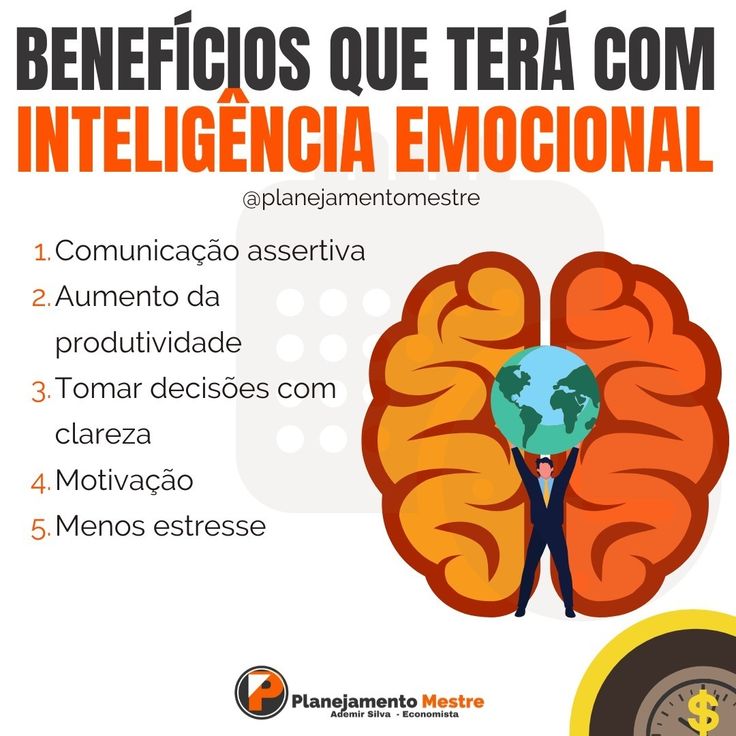 BENEFÍCIOS QUE TERÁ COM
INTELIGÊNCIA EMOCIONAL
@planejamentomestre
1. Comunicação assertiva
2. Aumento da
produtividade
3. Tomar decisões com
clareza
4. Motivação
5. Menos estresse
P
Planejamento Mestre
Ademir Silva - Economista
$